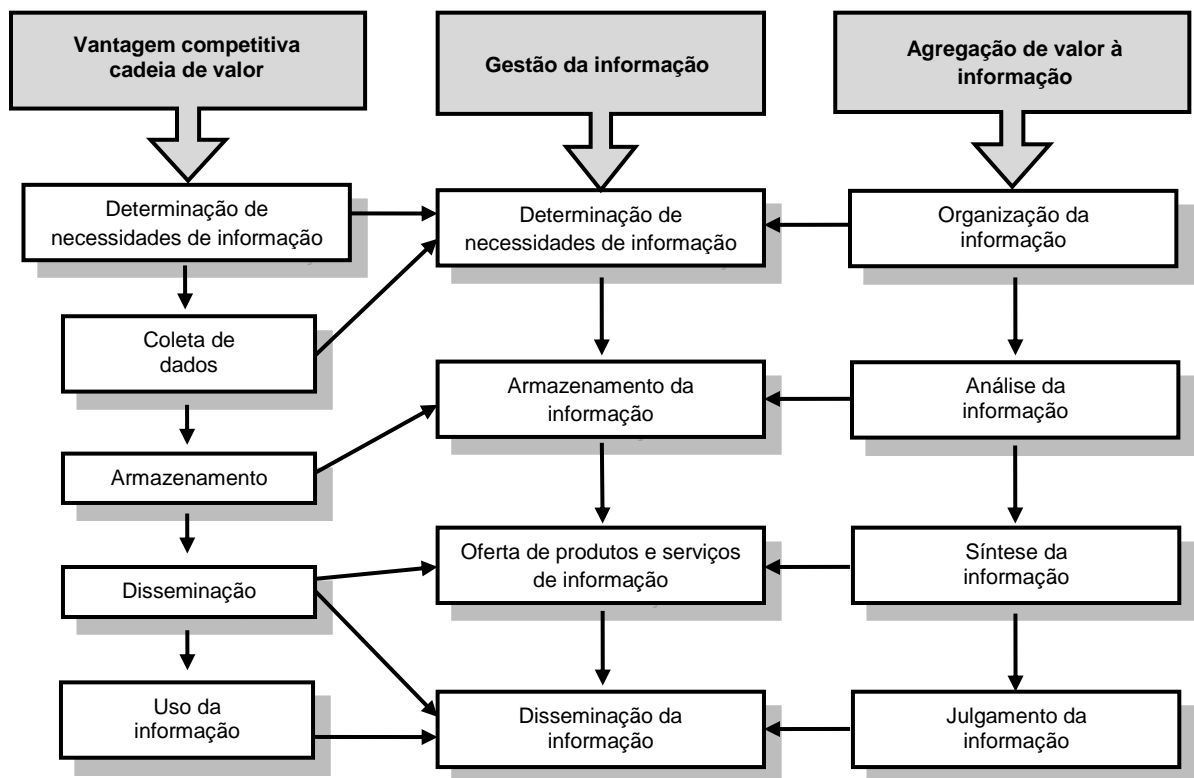 Vantagem competitiva
cadeia de valor
Gestão da informação
Agregação de valor à
informação
Determinação de
necessidades de informação
Determinação de
necessidades de informação
Organização da
informação
Coleta de
dados
Armazenamento da
informação
Análise da
informação
Armazenamento
Oferta de produtos e serviços
de informação
Síntese da
informação
Disseminação
Uso da
informação
Disseminação da
informação
Julgamento da
informação